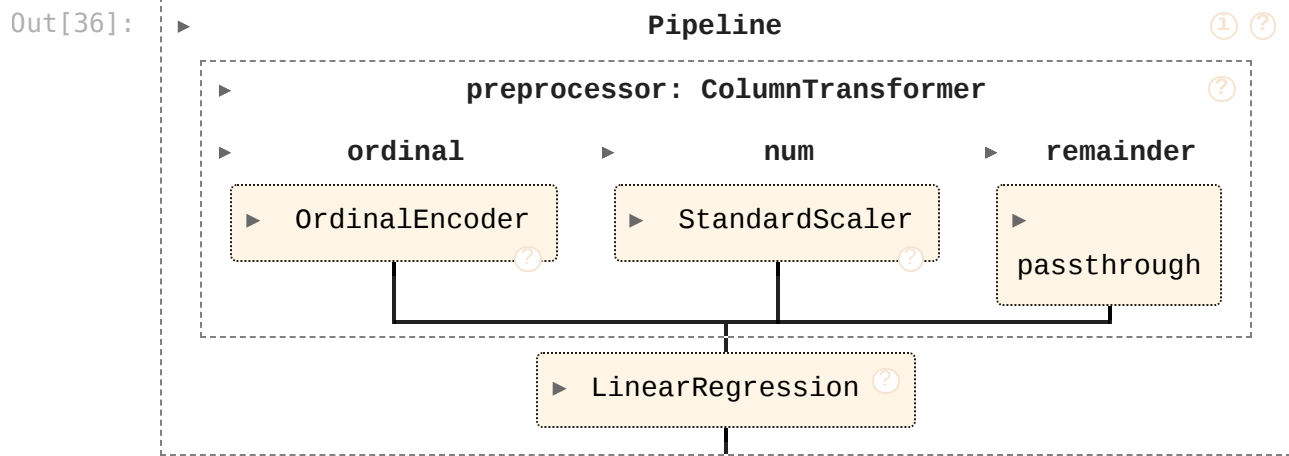 Out[36]: ▶ Pipeline i ?
▶ preprocessor: ColumnTransformer ?
▶ ordinal ▶ num ▶ remainder
▶ OrdinalEncoder ? ▶ StandardScaler ? ▶
passthrough
▶ LinearRegression ?